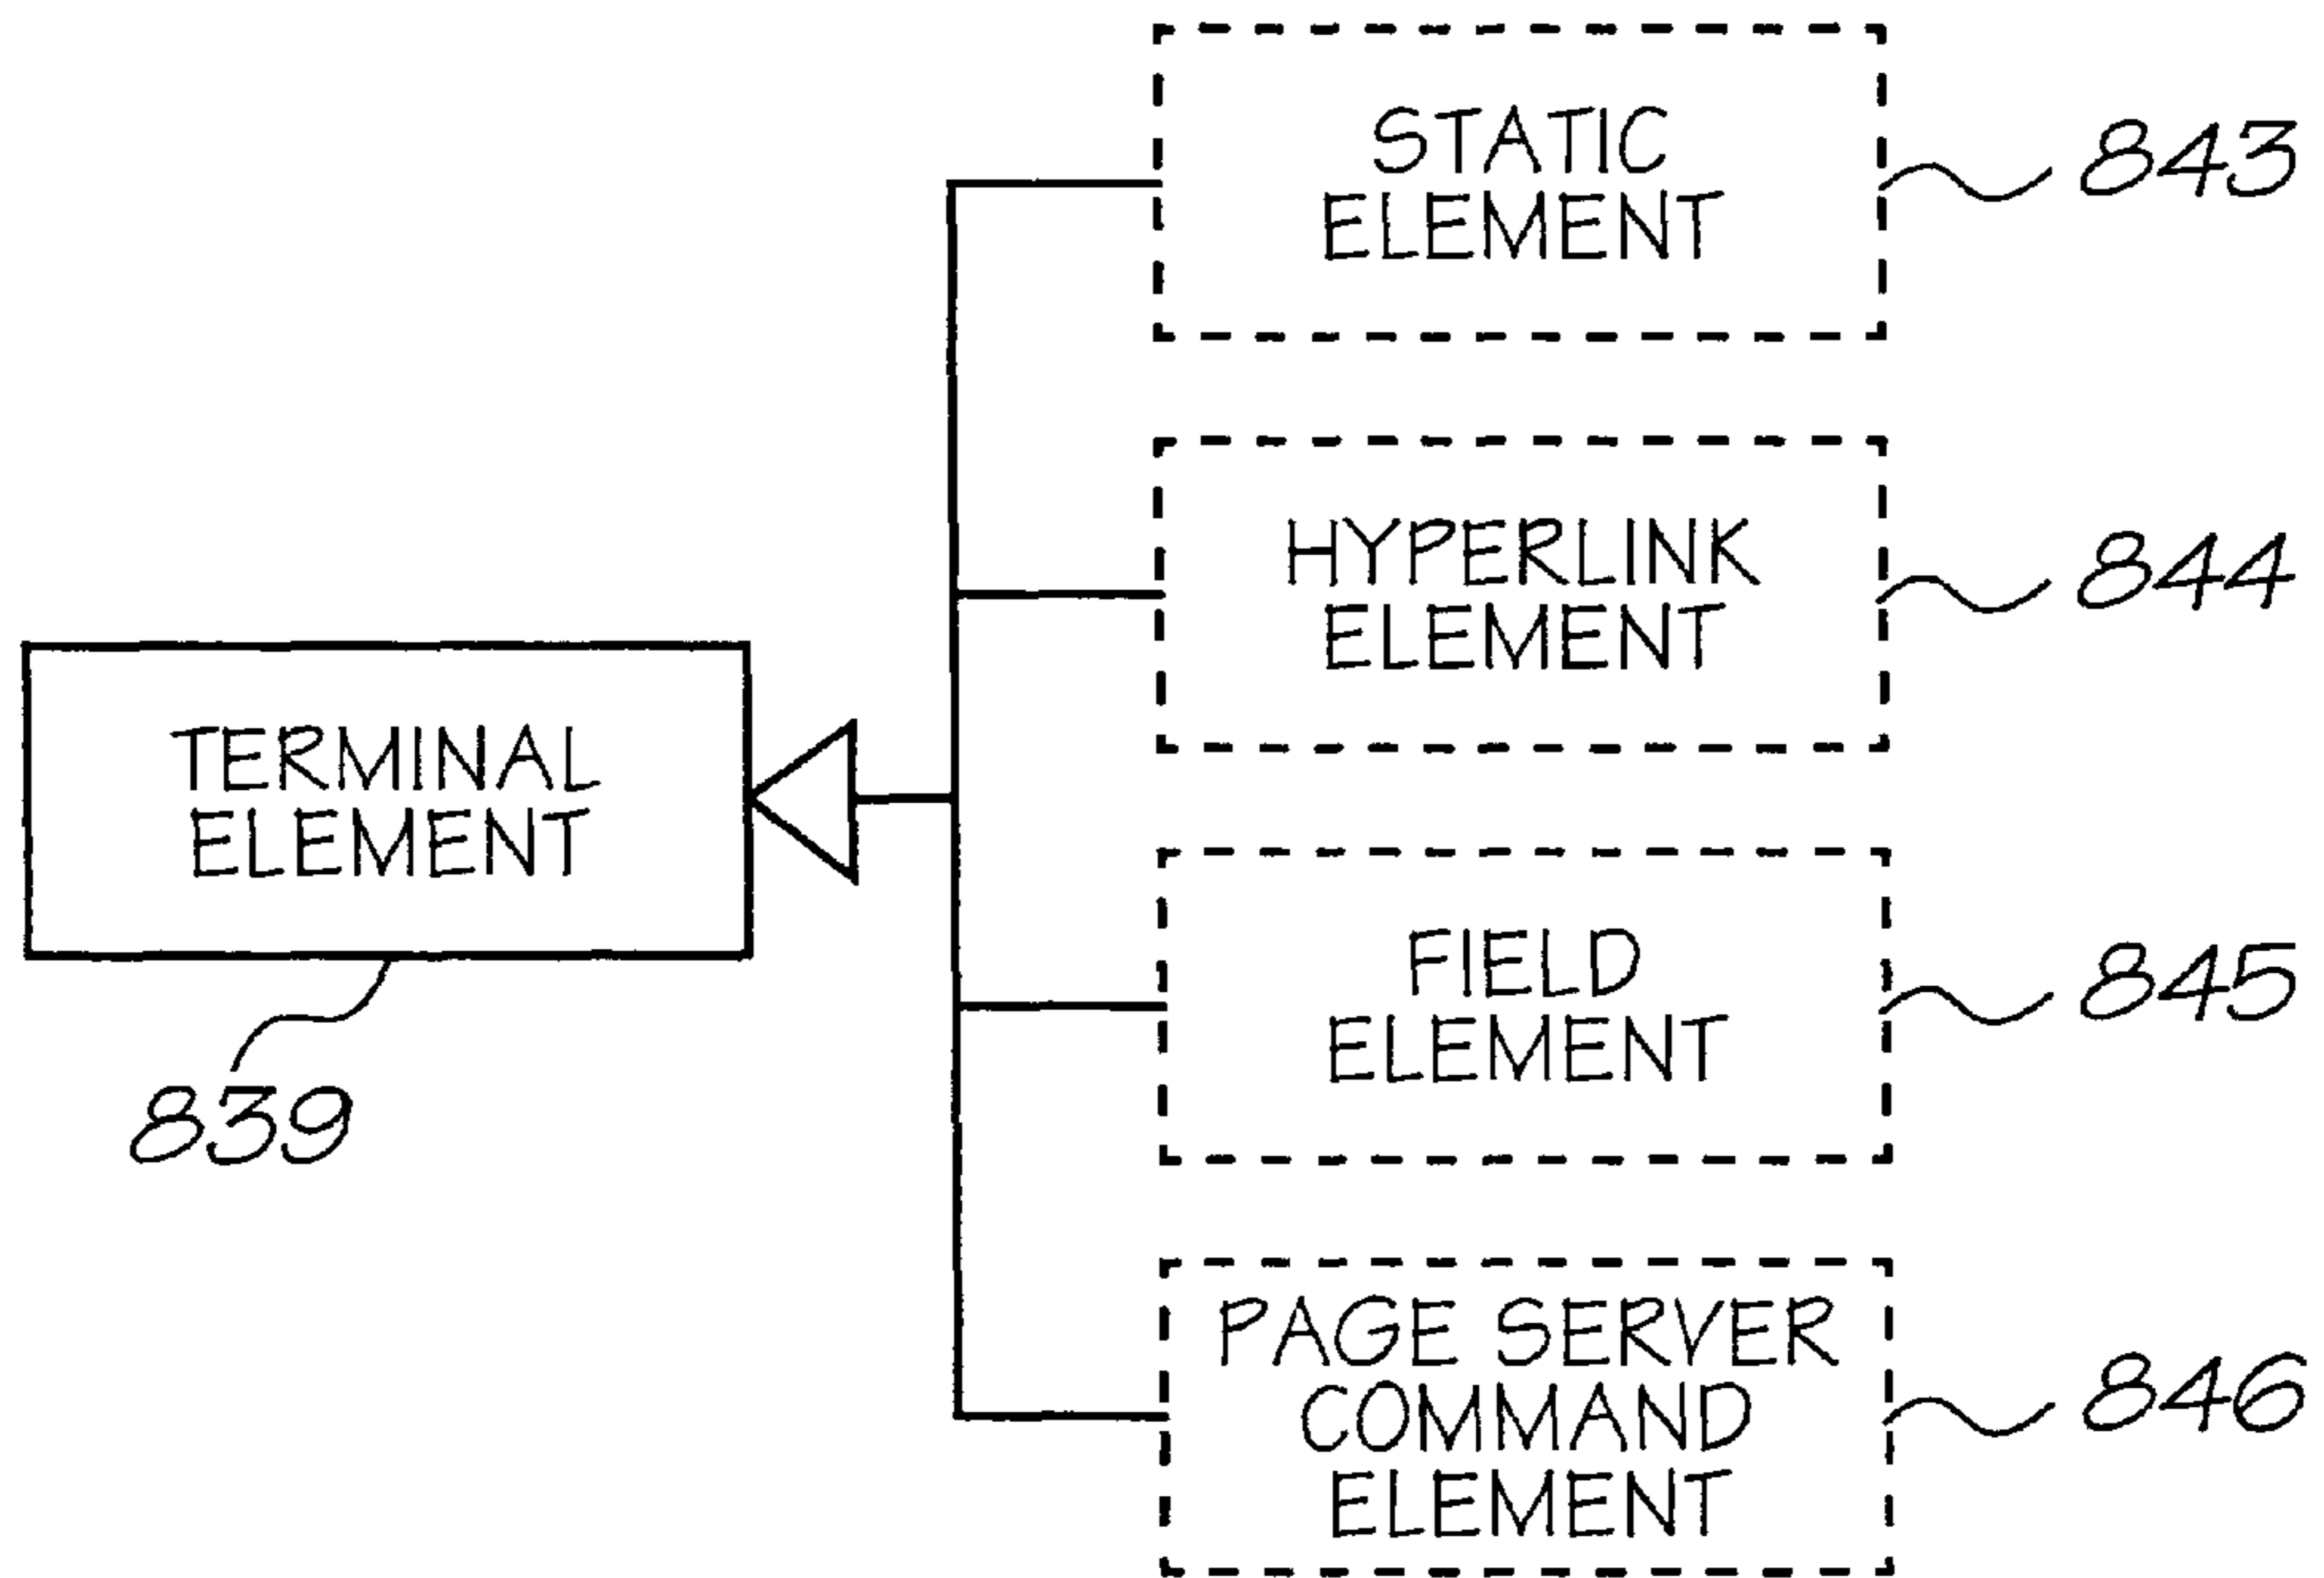 STATIC
ELEMENT
843
HYPERLINK
ELEMENT
844
TERMINAL
ELEMENT
839
FIELD
ELEMENT
845
PAGE SERVER
COMMAND
ELEMENT
846